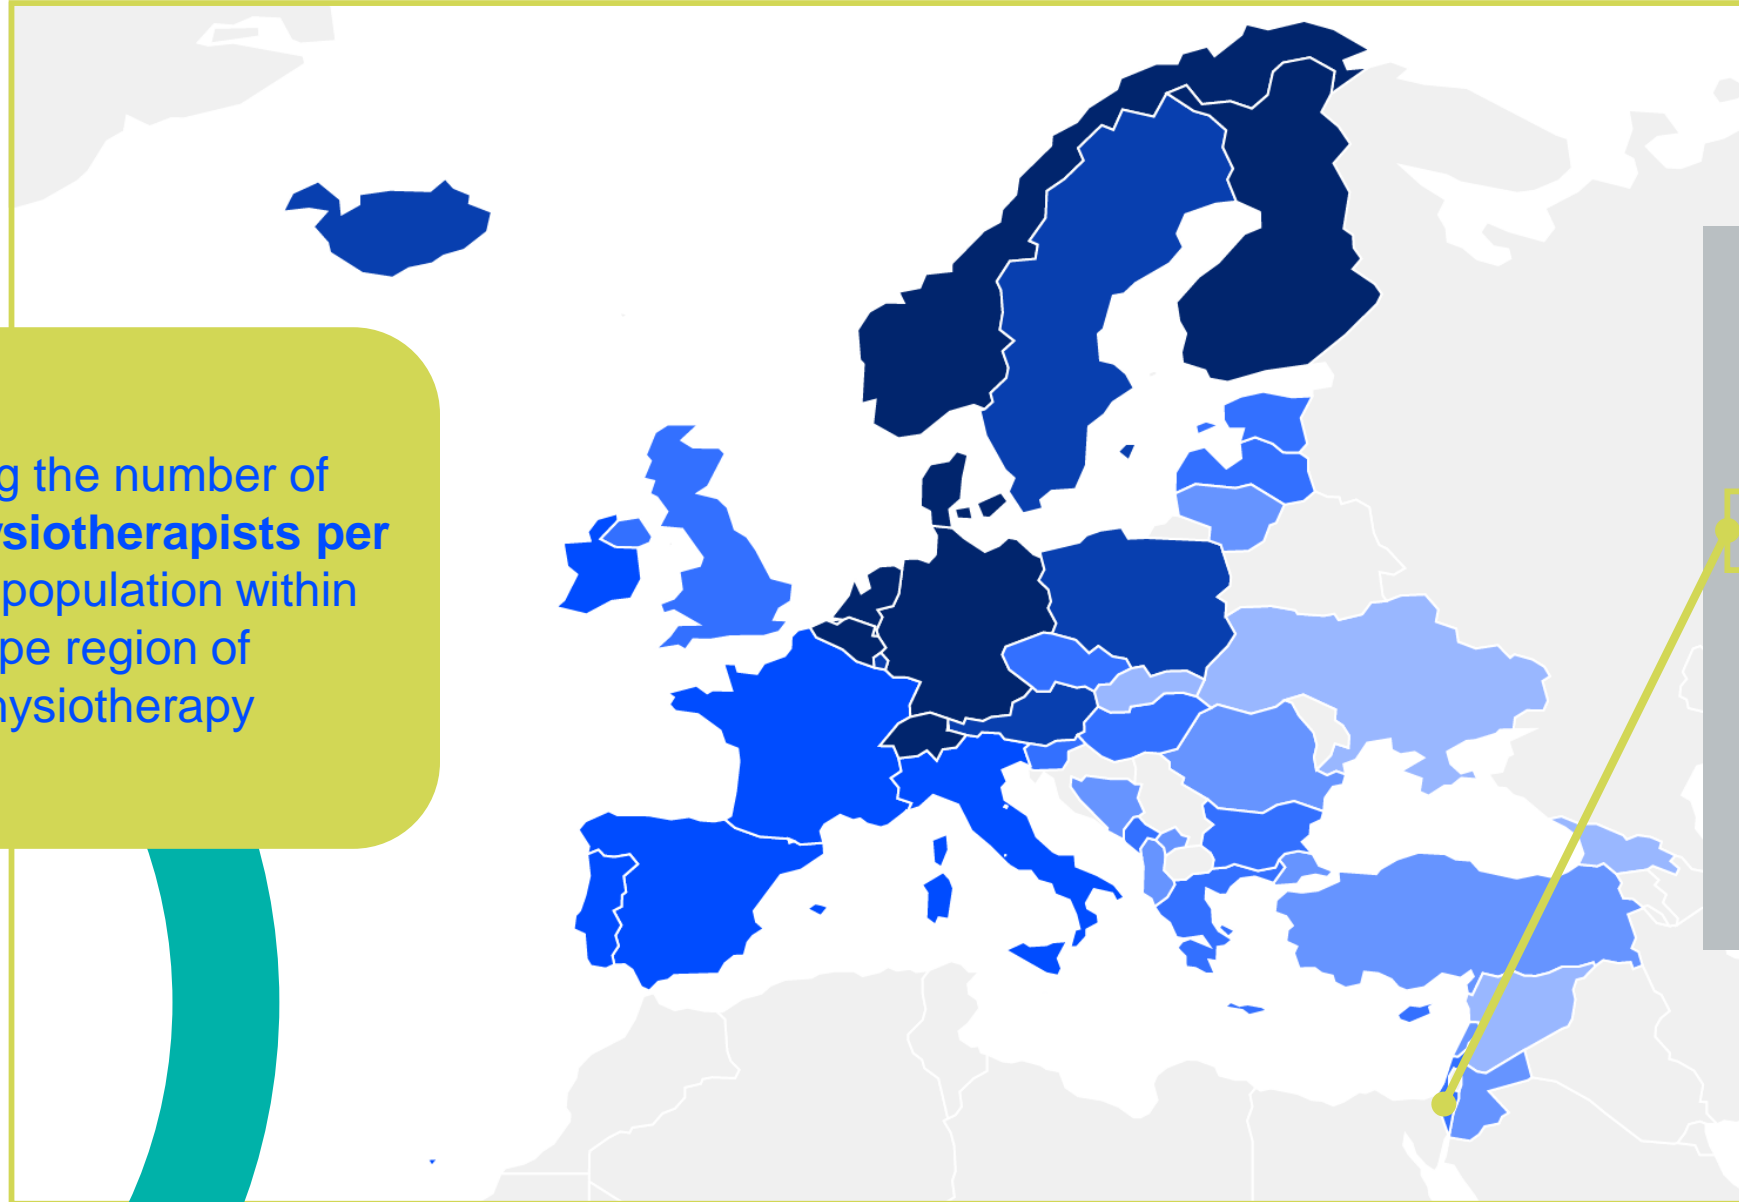 g the number of
ysiotherapists per
population within
pe region of
hysiotherapy